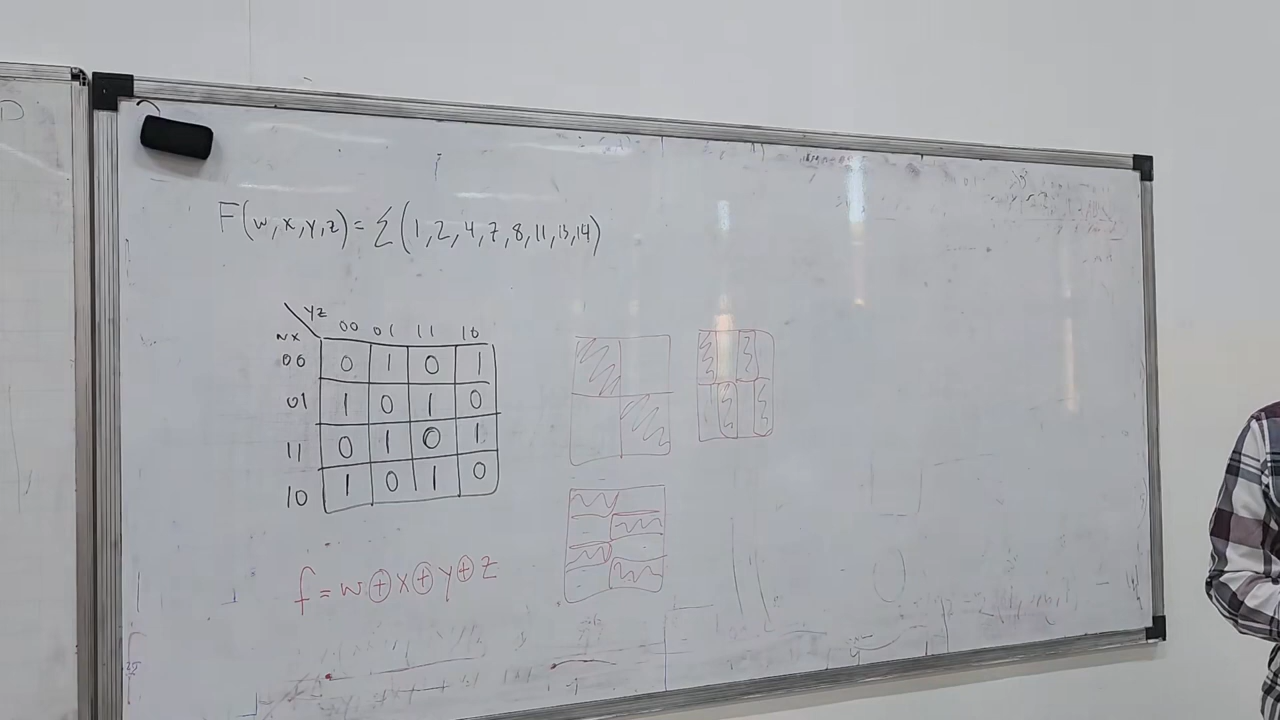 D
F(w,x,y,z)= Σ(1,2,4,7,8,11,13,14)
yz
wx 00 01 11 10
00 0 1 0 1
01 1 0 1 0
11 0 1 0 1
10 1 0 1 0
f = w⊕x⊕y⊕z